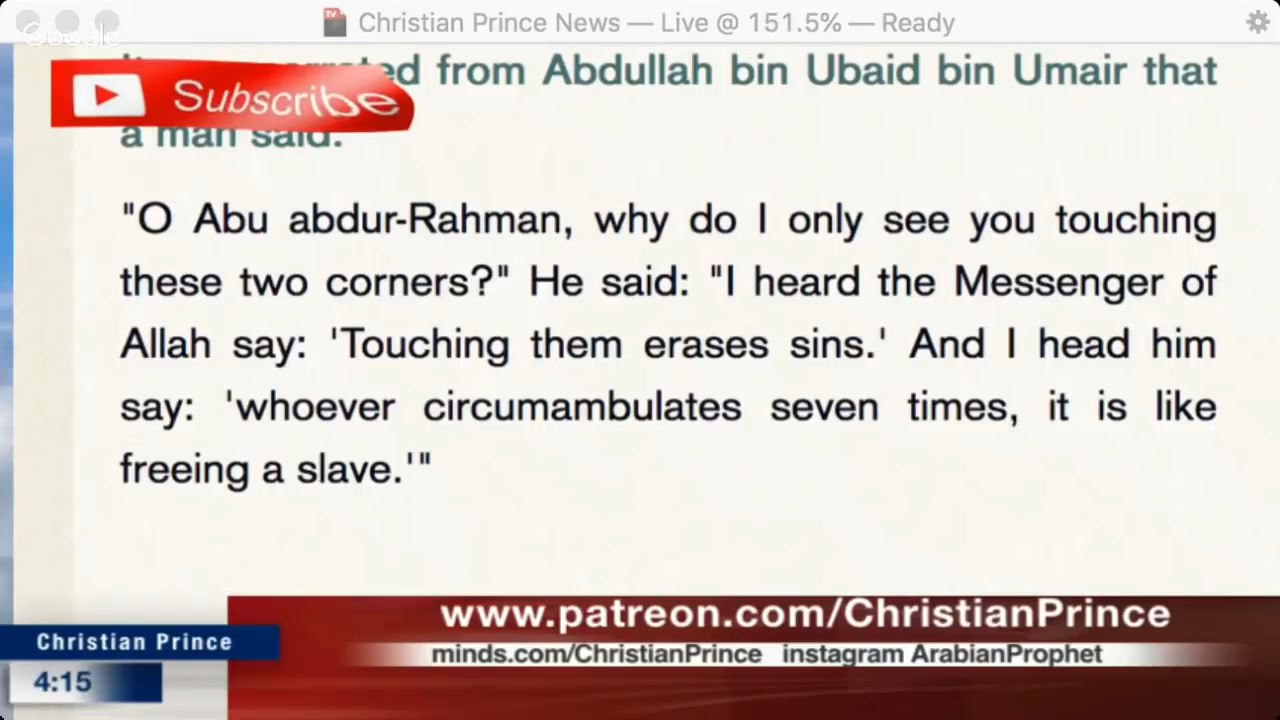 Christian Prince News — Live @ 151.5% — Ready
Google
from Abdullah bin Ubaid bin Umair that
Subscribe
a man said:
"O Abu abdur-Rahman, why do I only see you touching
these two corners?" He said: "I heard the Messenger of
Allah say: 'Touching them erases sins.' And I head him
say: 'whoever circumambulates seven times, it is like
freeing a slave.'"
www.patreon.com/ChristianPrince
Christian Prince
minds.com/ChristianPrince instagram ArabianProphet
4:15